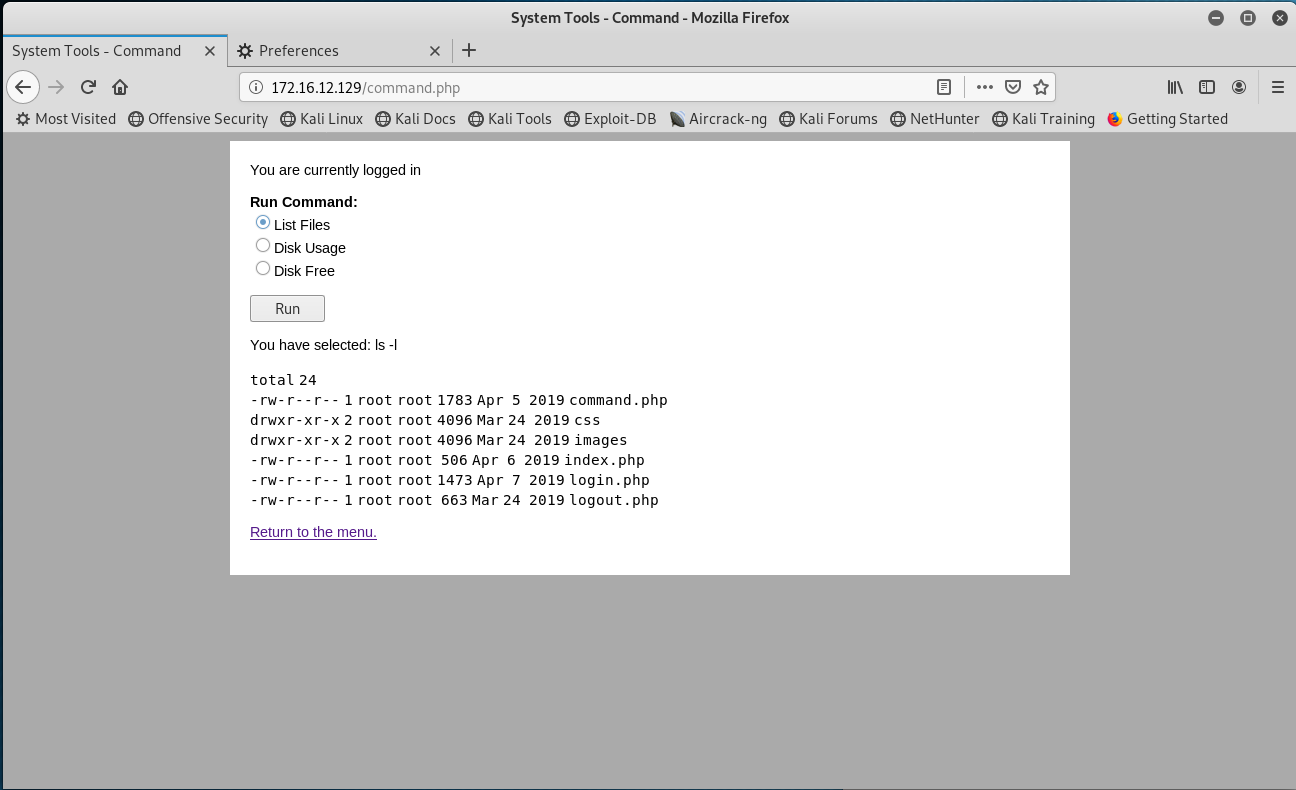 System Tools - Command - Mozilla Firefox
System Tools - Command
Preferences
172.16.12.129/command.php
Most Visited Offensive Security Kali Linux Kali Docs Kali Tools Exploit-DB Aircrack-ng Kali Forums NetHunter Kali Training Getting Started
You are currently logged in
Run Command:
List Files
Disk Usage
Disk Free
Run
You have selected: ls -l
total 24
-rw-r--r-- 1 root root 1783 Apr 5 2019 command.php
drwxr-xr-x 2 root root 4096 Mar 24 2019 css
drwxr-xr-x 2 root root 4096 Mar 24 2019 images
-rw-r--r-- 1 root root 506 Apr 6 2019 index.php
-rw-r--r-- 1 root root 1473 Apr 7 2019 login.php
-rw-r--r-- 1 root root 663 Mar 24 2019 logout.php
Return to the menu.